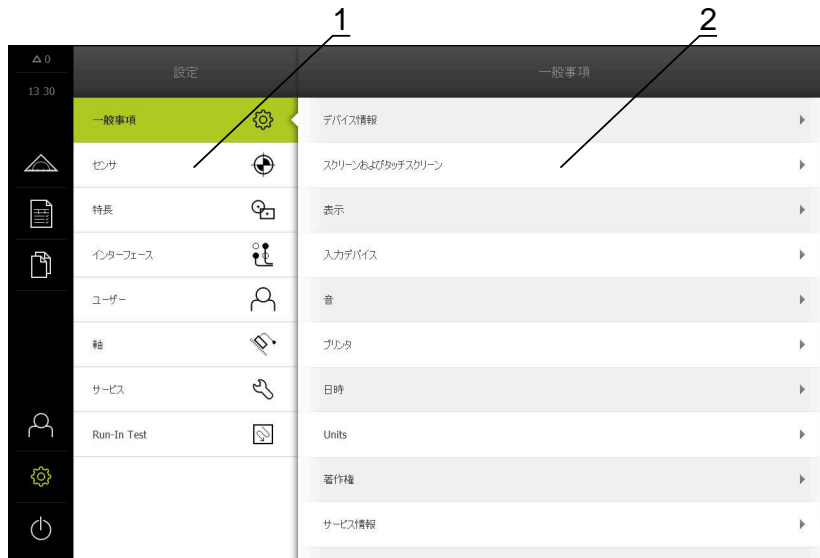 1
2
△ 0
13 30
設定
一般事項
一般事項
センサ
特長
インターフェース
ユーザー
軸
サービス
Run-In Test
デバイス情報
スクリーンおよびタッチスクリーン
表示
入力デバイス
音
プリンタ
日時
Units
著作権
サービス情報